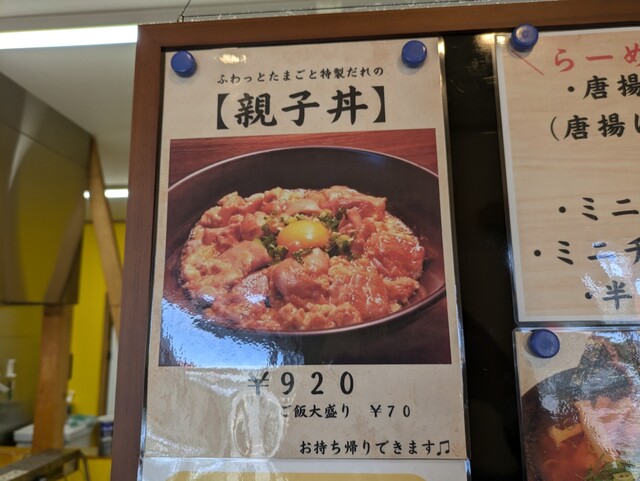 ふわっとたまごと特製だれの
【親子丼】
￥920
ご飯大盛り ￥70
お持ち帰りできます♫
らーめ
・唐揚
(唐揚げ
・ミニ
・ミニチ
・半